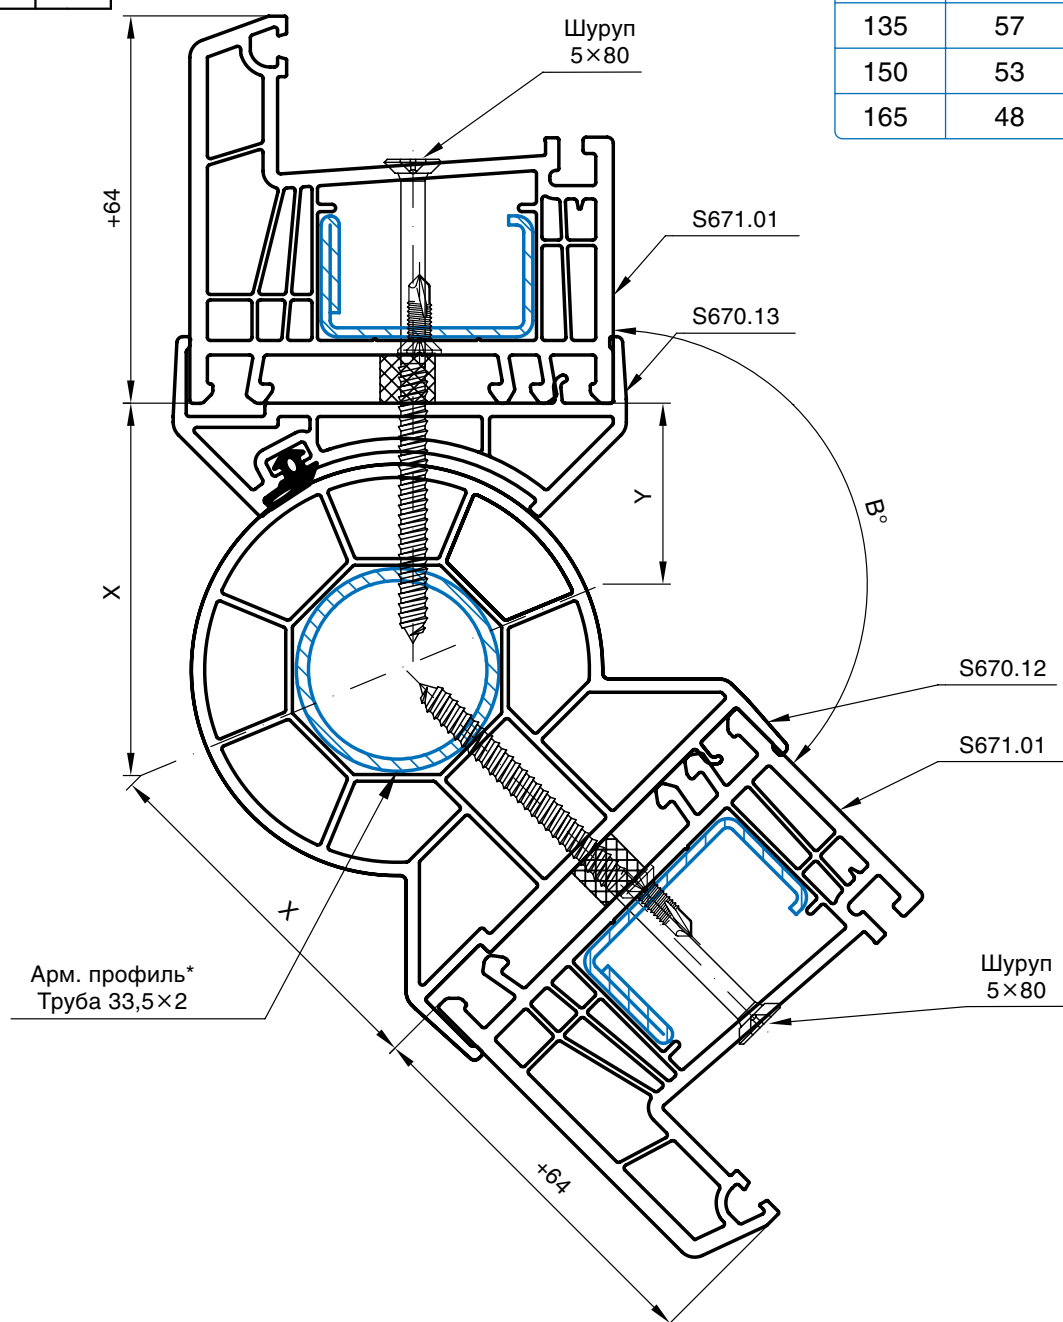 135 57
150 53
165 48
Шуруп
5×80
+64
S671.01
S670.13
Y
B°
X
S670.12
S671.01
X
Арм. профиль*
Труба 33,5×2
Шуруп
5×80
+64